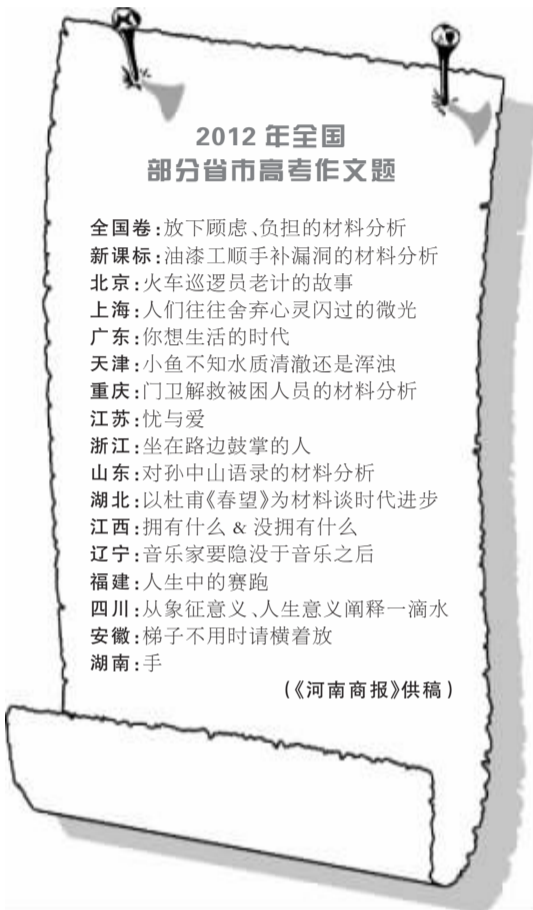 2012年全国
部分省市高考作文题
全国卷:放下顾虑、负担的材料分析
新课标:油漆工顺手补漏洞的材料分析
北京:火车巡逻员老计的故事
上海:人们往往舍弃心灵闪过的微光
广东:你想生活的时代
天津:小鱼不知水质清澈还是浑浊
重庆:门卫解救被困人员的材料分析
江苏:忧与爱
浙江:坐在路边鼓掌的人
山东:对孙中山语录的材料分析
湖北:以杜甫《春望》为材料谈时代进步
江西:拥有什么 & 没拥有什么
辽宁:音乐家要隐没于音乐之后
福建:人生中的赛跑
四川:从象征意义、人生意义阐释一滴水
安徽:梯子不用时请横着放
湖南:手
(《河南商报》供稿)